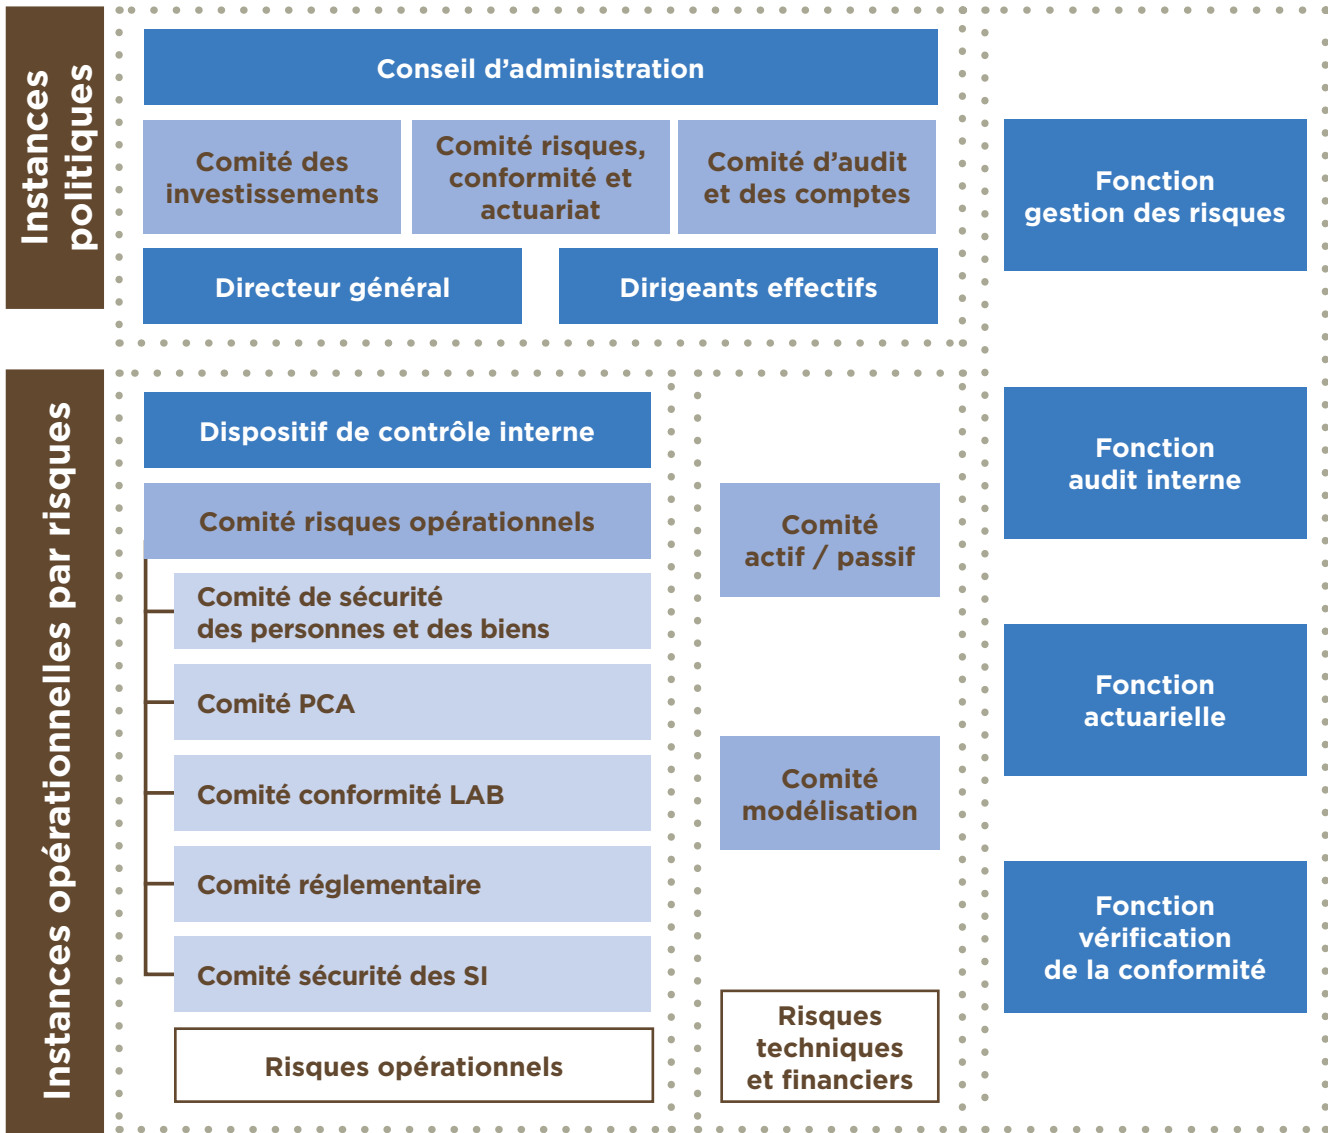 Instances
politiques
Conseil d'administration
Comité des
investissements
Comité risques,
conformité et
actuariat
Comité d'audit
et des comptes
Directeur général
Dirigeants effectifs
Instances opérationnelles par risques
Dispositif de contrôle interne
Comité risques opérationnels
Comité de sécurité
des personnes et des biens
Comité PCA
Comité conformité LAB
Comité réglementaire
Comité sécurité des SI
Risques opérationnels
Comité
actif / passif
Comité
modélisation
Risques
techniques
et financiers
Fonction
gestion des risques
Fonction
audit interne
Fonction
actuarielle
Fonction
vérification
de la conformité